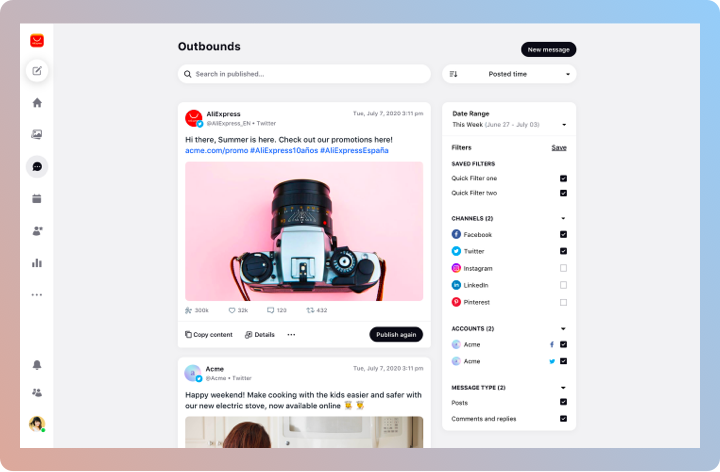 Outbounds
New message
Search in published...
Posted time
AliExpress
Tue, July 7, 2020 3:11 pm
@AliExpress_EN • Twitter
Hi there, Summer is here. Check out our promotions here!
acme.com/promo #AliExpress10años #AliExpressEspaña
300k
32k
120
432
Copy content
Details
Publish again
Acme
Tue, July 7, 2020 3:11 pm
@Acme • Twitter
Happy weekend! Make cooking with the kids easier and safer with
our new electric stove, now available online
Date Range
This Week (June 27 - July 03)
Filters
Save
SAVED FILTERS
Quick Filter one
Quick Filter two
CHANNELS (2)
Facebook
Twitter
Instagram
LinkedIn
Pinterest
ACCOUNTS (2)
Acme
Acme
MESSAGE TYPE (2)
Posts
Comments and replies